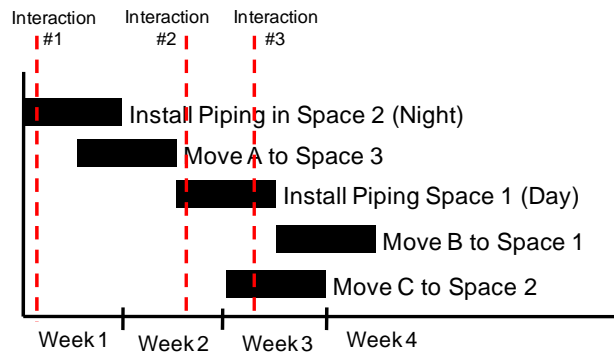 Interaction #1
Interaction #2
Interaction #3
Install Piping in Space 2 (Night)
Move A to Space 3
Install Piping Space 1 (Day)
Move B to Space 1
Move C to Space 2
Week 1
Week 2
Week 3
Week 4